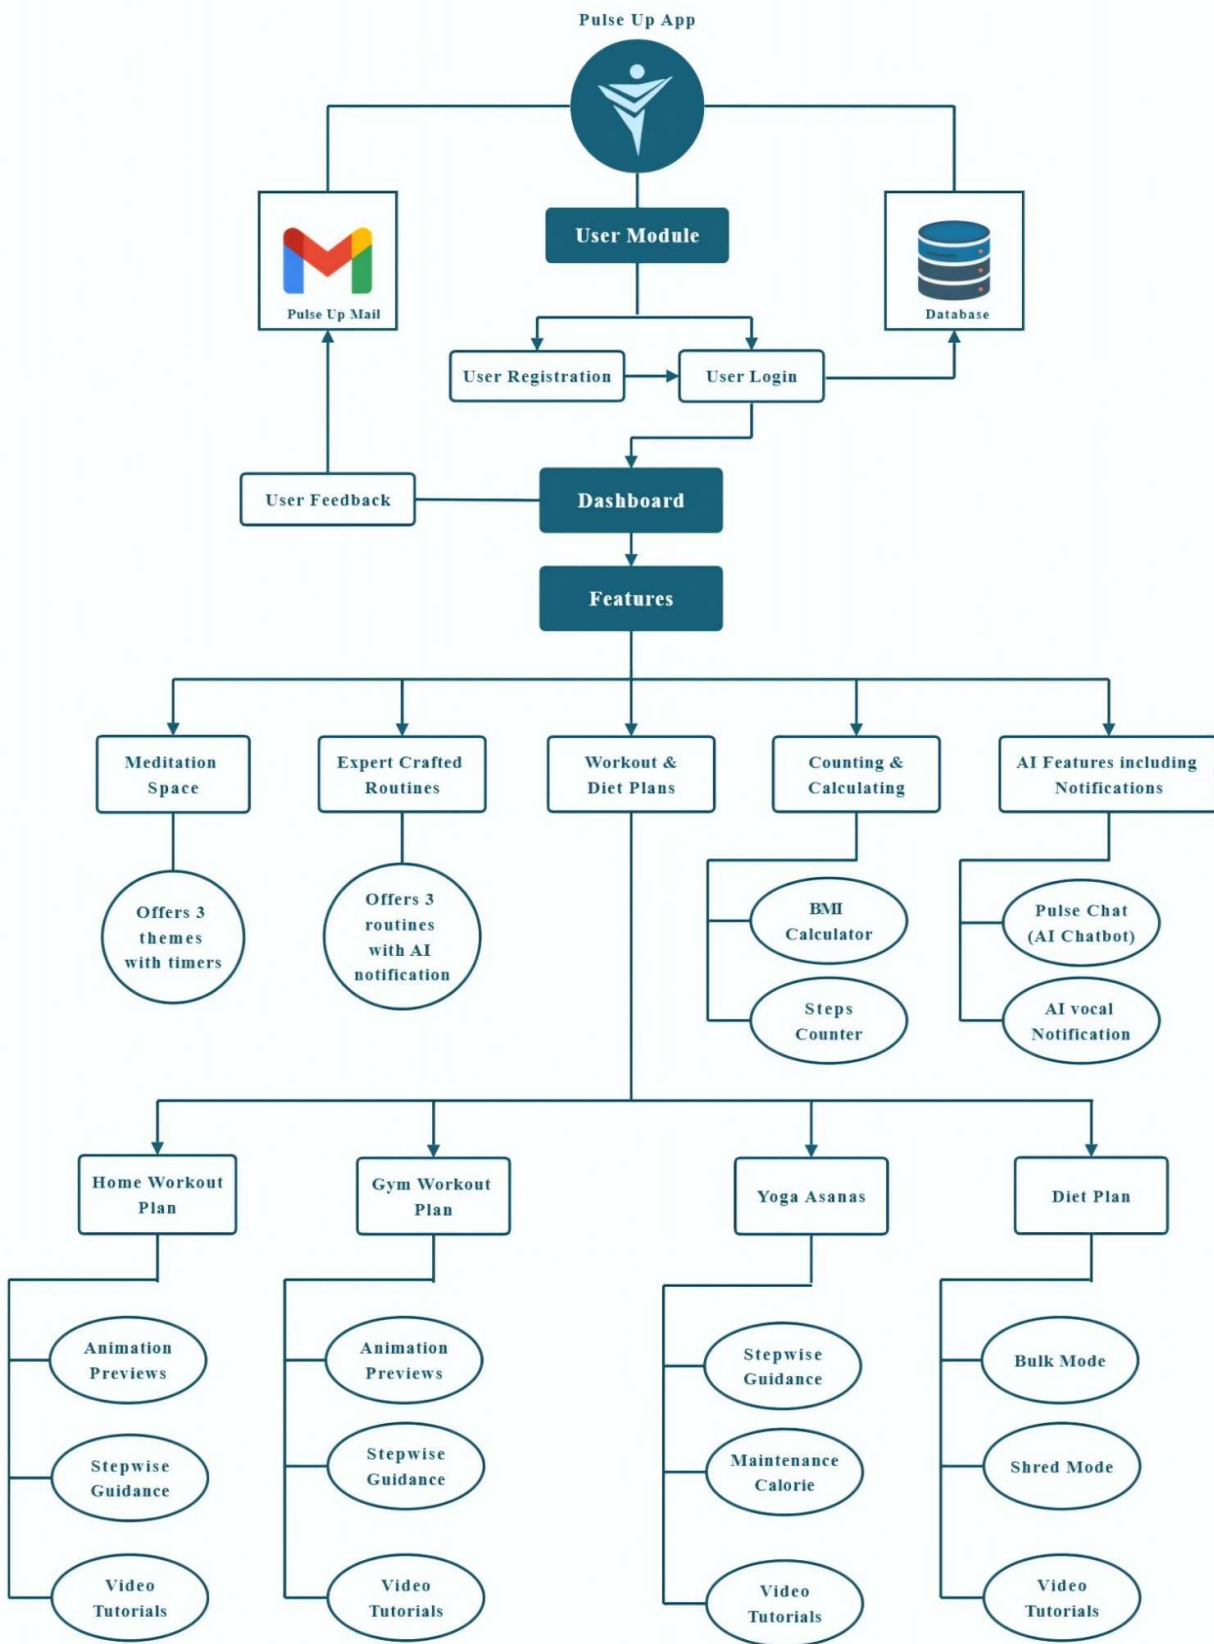 Pulse Up App
User Module
Pulse Up Mail
Database
User Registration
User Login
User Feedback
Dashboard
Features
Meditation
Space
Expert Crafted
Routines
Workout &
Diet Plans
Counting &
Calculating
AI Features including
Notifications
Offers 3
themes
with timers
Offers 3
routines
with AI
notification
BMI
Calculator
Pulse Chat
(AI Chatbot)
Steps
Counter
AI vocal
Notification
Home Workout
Plan
Gym Workout
Plan
Yoga Asanas
Diet Plan
Animation
Previews
Animation
Previews
Stepwise
Guidance
Bulk Mode
Stepwise
Guidance
Stepwise
Guidance
Maintenance
Calorie
Shred Mode
Video
Tutorials
Video
Tutorials
Video
Tutorials
Video
Tutorials